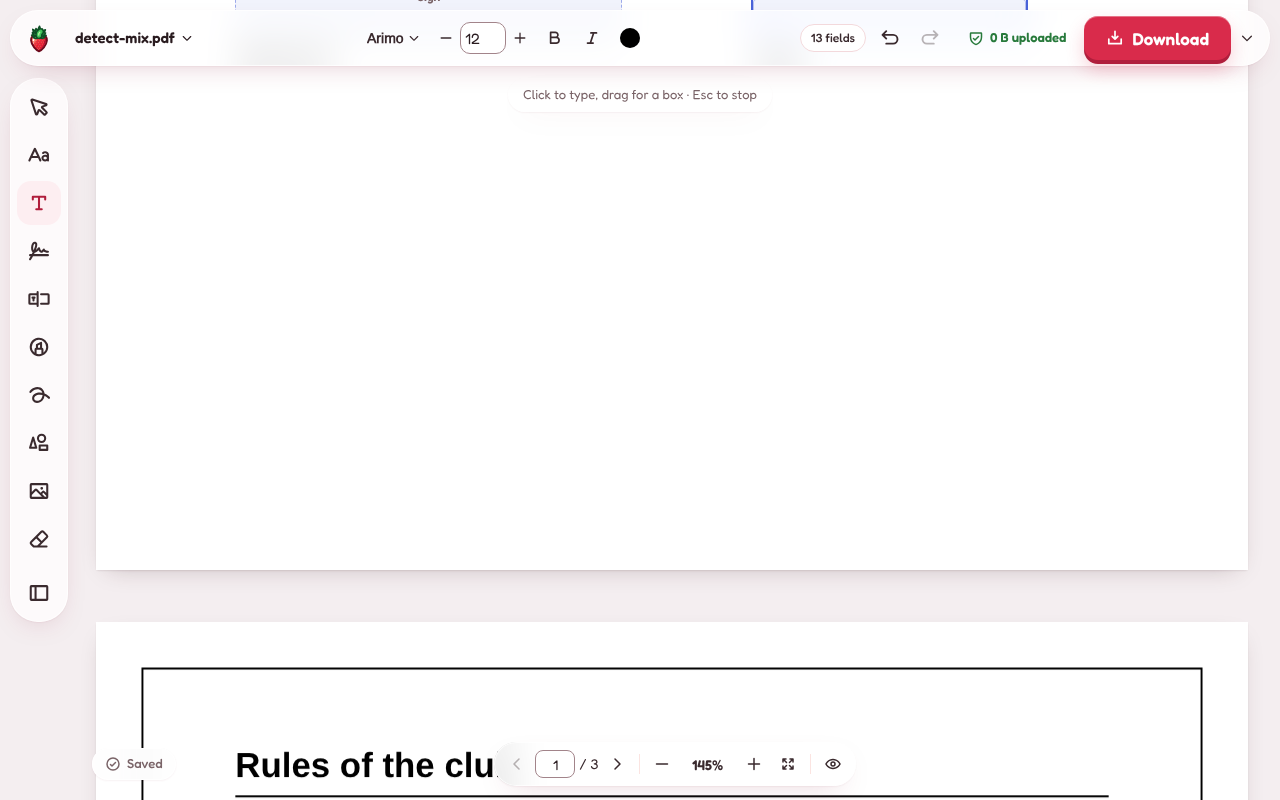 detect-mix.pdf
Arimo
12
B
I
13 fields
0 B uploaded
Download
Click to type, drag for a box · Esc to stop
Aa
T
Rules of the clu
Saved
1
/ 3
145%